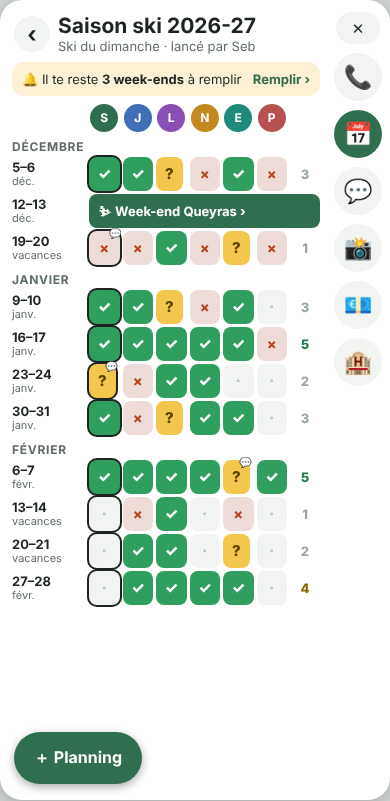 ‹ Saison ski 2026-27 ×
Ski du dimanche · lancé par Seb
🔔 Il te reste 3 week-ends à remplir Remplir ›
S J L N E P
DÉCEMBRE
5–6 ✓ ✓ ? × ✓ × 3
déc.
12–13 ⛷ Week-end Queyras ›
déc.
19–20 × × ✓ × ? × 1
vacances
JANVIER
9–10 ✓ ✓ ? × ✓ · 3
janv.
16–17 ✓ ✓ ✓ ✓ ✓ × 5
janv.
23–24 ? × ✓ ✓ · · 2
janv.
30–31 ✓ × ? ✓ ✓ · 3
janv.
FÉVRIER
6–7 ✓ ✓ ✓ ✓ ? ✓ 5
févr.
13–14 · × ✓ · × · 1
vacances
20–21 · ✓ ✓ · ? · 2
vacances
27–28 · ✓ ✓ ✓ ✓ · 4
févr.
+ Planning
July
17